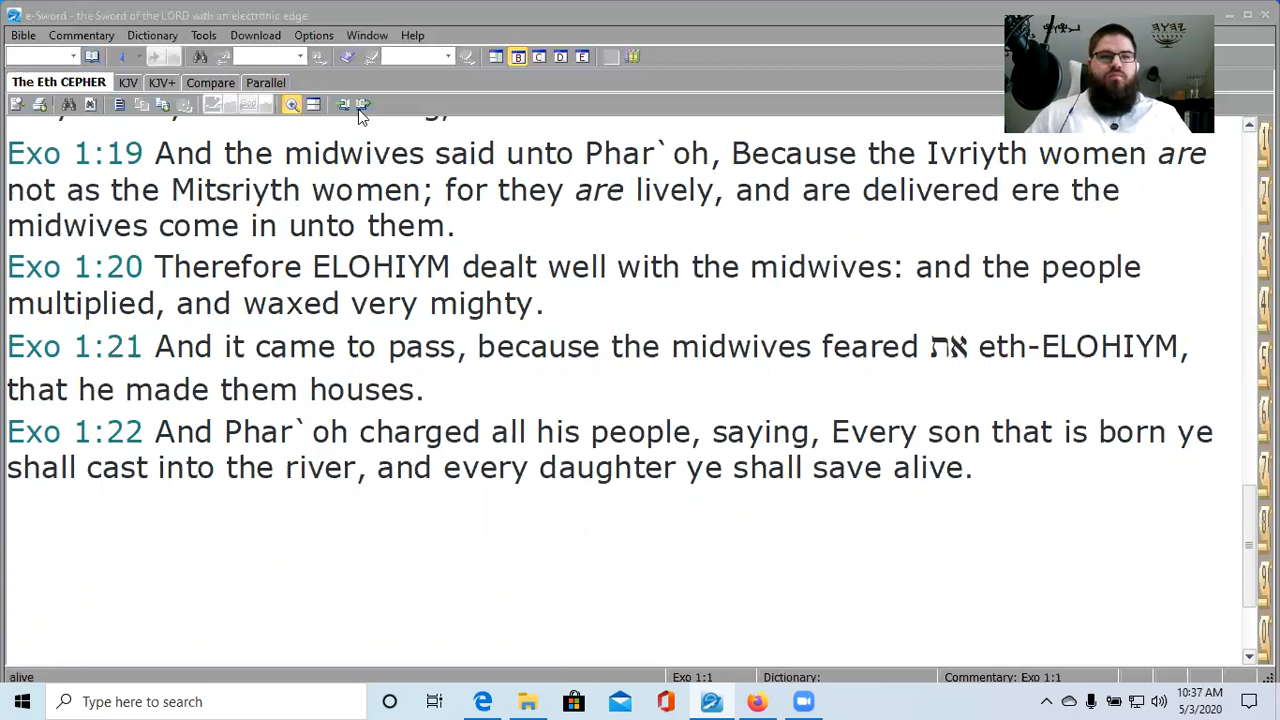 e-Sword - the Sword of the LORD with an electronic edge
Bible Commentary Dictionary Tools Download Options Window Help
B C D E
The Eth CEPHER KJV KJV+ Compare Parallel
Exo 1:19 And the midwives said unto Phar`oh, Because the Ivriyth women are
not as the Mitsriyth women; for they are lively, and are delivered ere the
midwives come in unto them.
Exo 1:20 Therefore ELOHIYM dealt well with the midwives: and the people
multiplied, and waxed very mighty.
Exo 1:21 And it came to pass, because the midwives feared את eth-ELOHIYM,
that he made them houses.
Exo 1:22 And Phar`oh charged all his people, saying, Every son that is born ye
shall cast into the river, and every daughter ye shall save alive.
alive Exo 1:1 Dictionary: Commentary: Exo 1:1
Type here to search
10:37 AM
5/3/2020